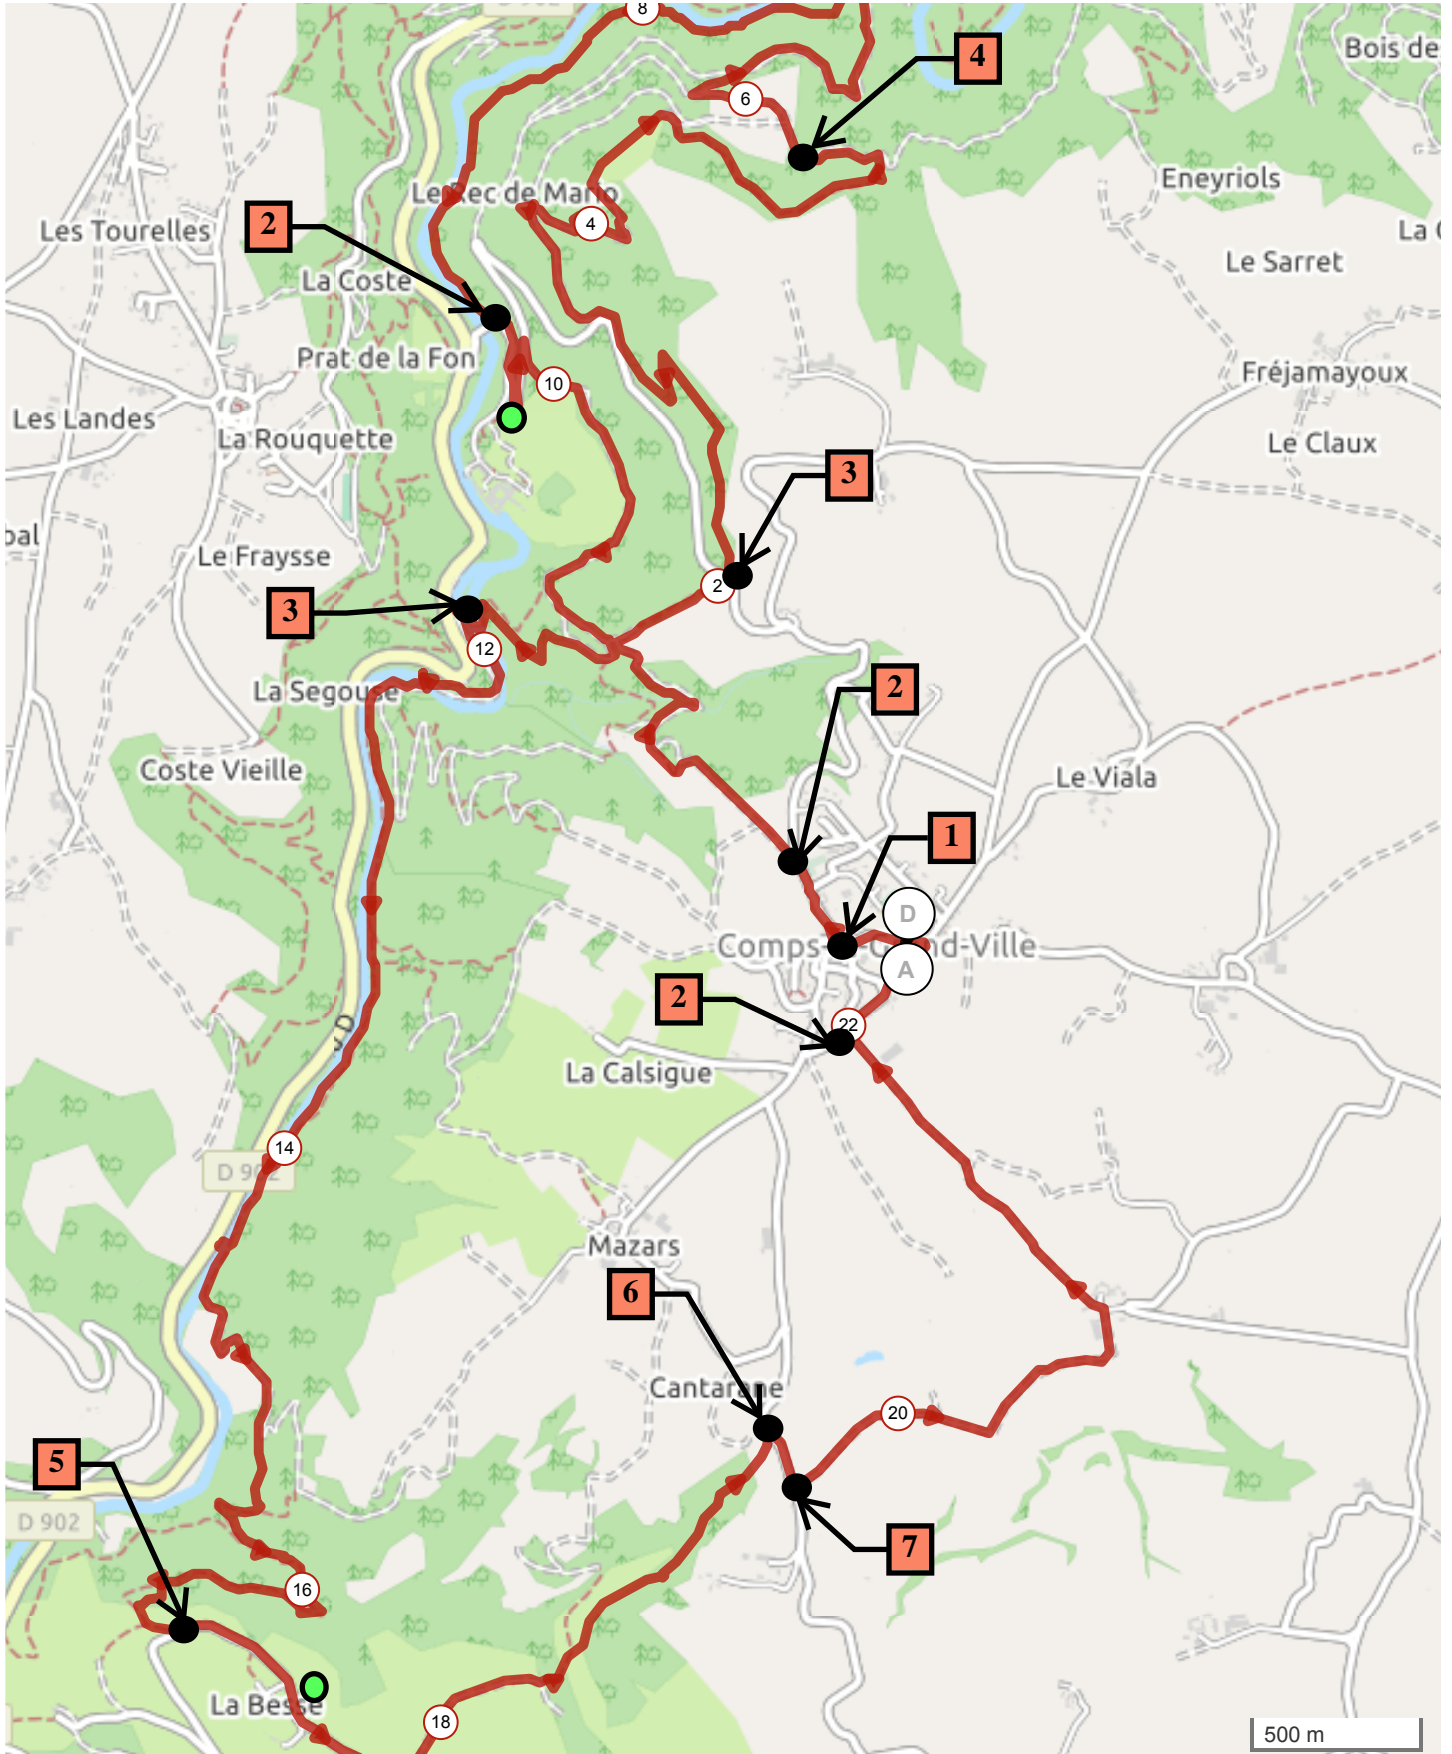 8
4
Bois de
6
Le Rec de Mario
Eneyriols
2
Les Tourelles
4
La C
Le Sarret
La Coste
Prat de la Fon
10
Fréjamayoux
Les Landes
La Rouquette
Le Claux
3
Le Fraysse
2
3
12
La Segouse
2
Coste Vieille
Le Viala
1
D
Comps-la-Grand-Ville
A
2
22
La Calsigue
14
D 902
Mazars
6
Cantarane
20
5
D 902
7
16
La Besse
18
500 m